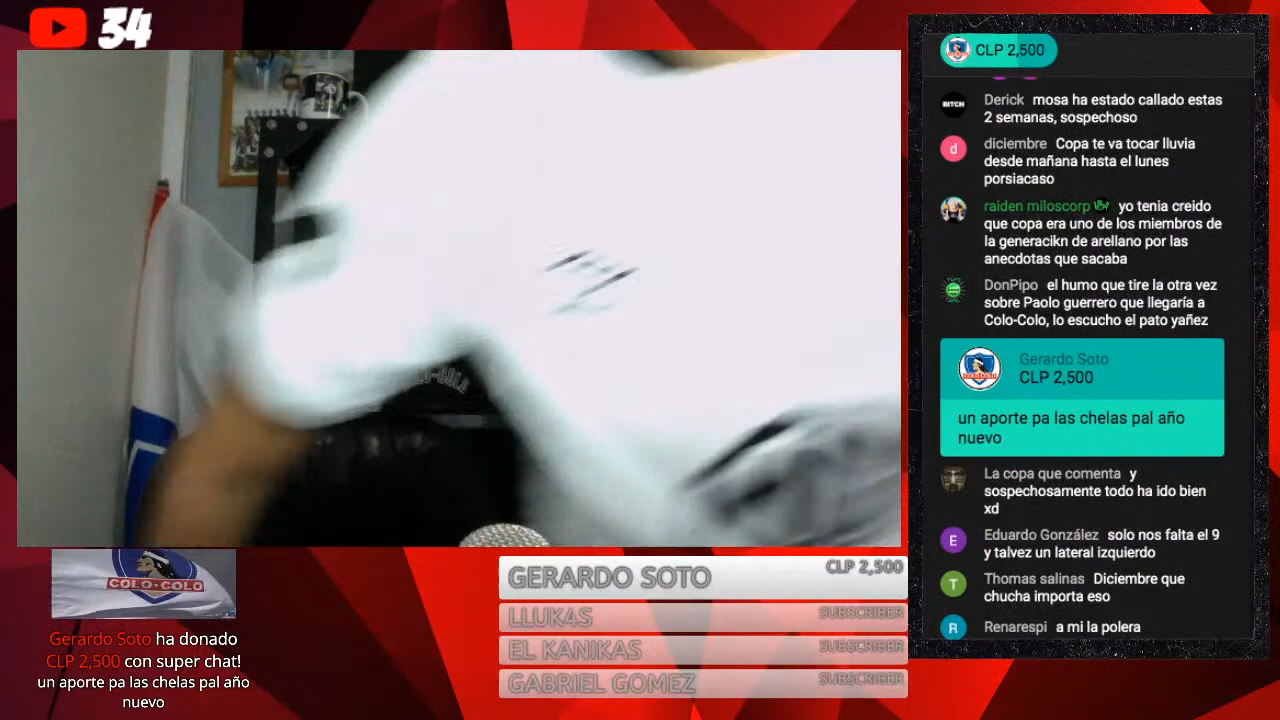 34
CLP 2,500
BITCH
Derick mosa ha estado callado estas
2 semanas, sospechoso
d
diciembre Copa te va tocar lluvia
desde mañana hasta el lunes
porsiacaso
raiden miloscorp yo tenia creido
que copa era uno de los miembros de
la generacikn de arellano por las
anecdotas que sacaba
DonPipo el humo que tire la otra vez
sobre Paolo guerrero que llegaría a
Colo-Colo, lo escucho el pato yañez
Gerardo Soto
CLP 2,500
un aporte pa las chelas pal año
nuevo
La copa que comenta y
sospechosamente todo ha ido bien
xd
E
Eduardo González solo nos falta el 9
y talvez un lateral izquierdo
T
Thomas salinas Diciembre que
chucha importa eso
R
Renarespi a mi la polera
COLO-COLO
Gerardo Soto ha donado
CLP 2,500 con super chat!
un aporte pa las chelas pal año
nuevo
GERARDO SOTO CLP 2,500
LLUK4S SUBSCRIBER
EL KANIKAS SUBSCRIBER
GABRIEL GOMEZ SUBSCRIBER